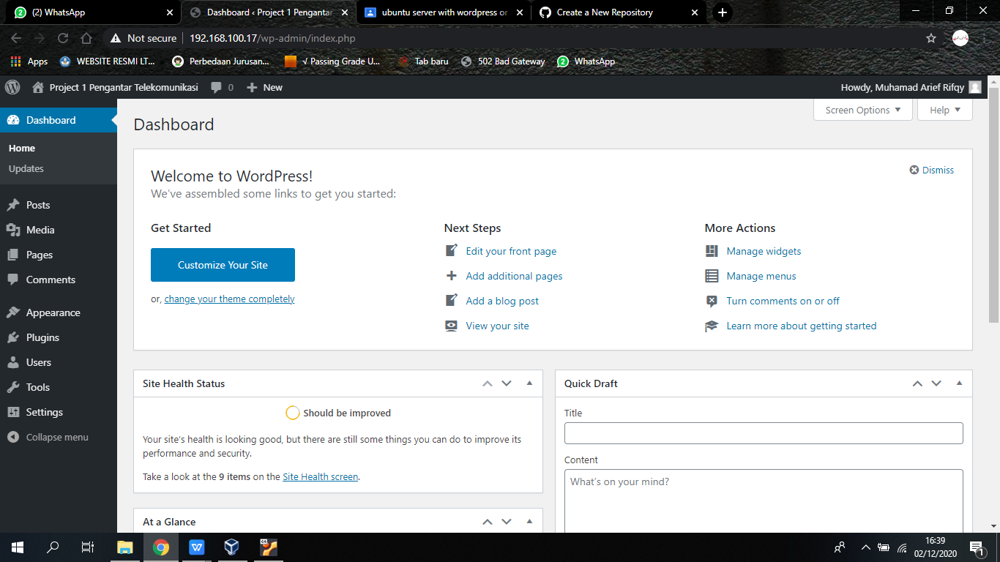 (2) WhatsApp
Dashboard ‹ Project 1 Pengantar
ubuntu server with wordpress or
Create a New Repository
Not secure
192.168.100.17/wp-admin/index.php
Apps
WEBSITE RESMI LT...
Perbedaan Jurusan...
√ Passing Grade U...
Tab baru
502 Bad Gateway
WhatsApp
Project 1 Pengantar Telekomunikasi
0
New
Howdy, Muhamad Arief Rifqy
Dashboard
Home
Updates
Posts
Media
Pages
Comments
Appearance
Plugins
Users
Tools
Settings
Collapse menu
Screen Options
Help
Dashboard
Welcome to WordPress!
We've assembled some links to get you started:
Dismiss
Get Started
Customize Your Site
or, change your theme completely
Next Steps
Edit your front page
Add additional pages
Add a blog post
View your site
More Actions
Manage widgets
Manage menus
Turn comments on or off
Learn more about getting started
Site Health Status
Should be improved
Your site's health is looking good, but there are still some things you can do to improve its
performance and security.
Take a look at the 9 items on the Site Health screen.
At a Glance
Quick Draft
Title
Content
What's on your mind?
16:39
02/12/2020
1